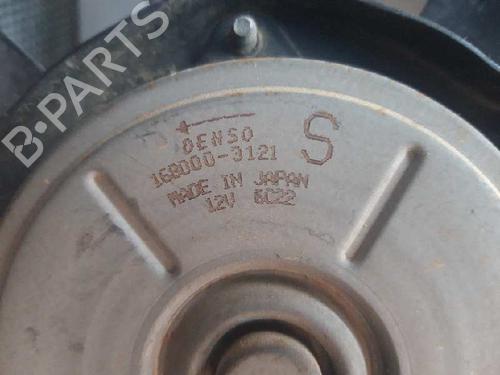 B-PARTS
DENSO
168000-3121
S
MADE IN JAPAN
12V 6C22